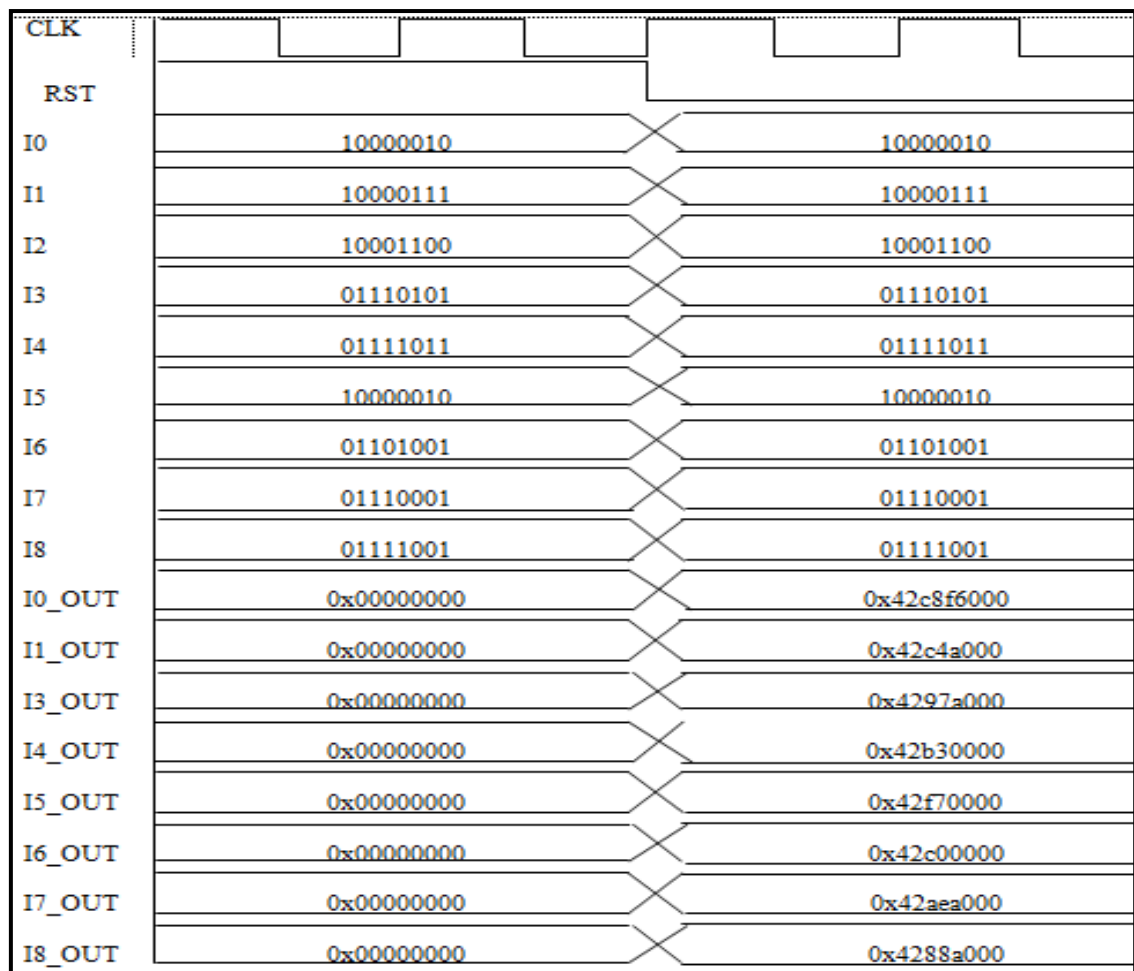 CLK
RST
I0 10000010 10000010
I1 10000111 10000111
I2 10001100 10001100
I3 01110101 01110101
I4 01111011 01111011
I5 10000010 10000010
I6 01101001 01101001
I7 01110001 01110001
I8 01111001 01111001
I0_OUT 0x00000000 0x42c8f6000
I1_OUT 0x00000000 0x42c4a000
I3_OUT 0x00000000 0x4297a000
I4_OUT 0x00000000 0x42b30000
I5_OUT 0x00000000 0x42f70000
I6_OUT 0x00000000 0x42c00000
I7_OUT 0x00000000 0x42aea000
I8_OUT 0x00000000 0x4288a000